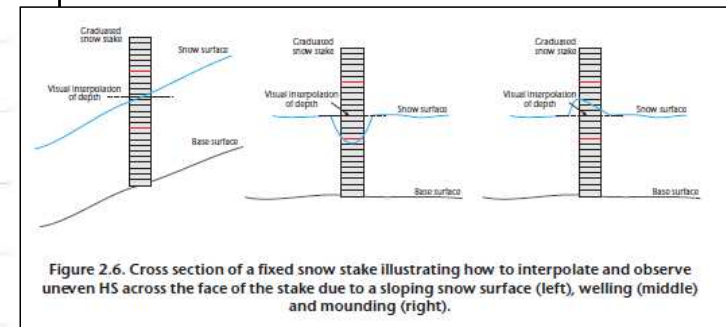 Graduated
snow stake
Snow surface
Visual interpolation
of depth
Base surface
Graduated
snow stake
Visual interpolation
of depth
Snow surface
Base surface
Graduated
snow stake
Visual interpolation
of depth
Snow surface
Base surface
Figure 2.6. Cross section of a fixed snow stake illustrating how to interpolate and observe
uneven HS across the face of the stake due to a sloping snow surface (left), welling (middle)
and mounding (right).